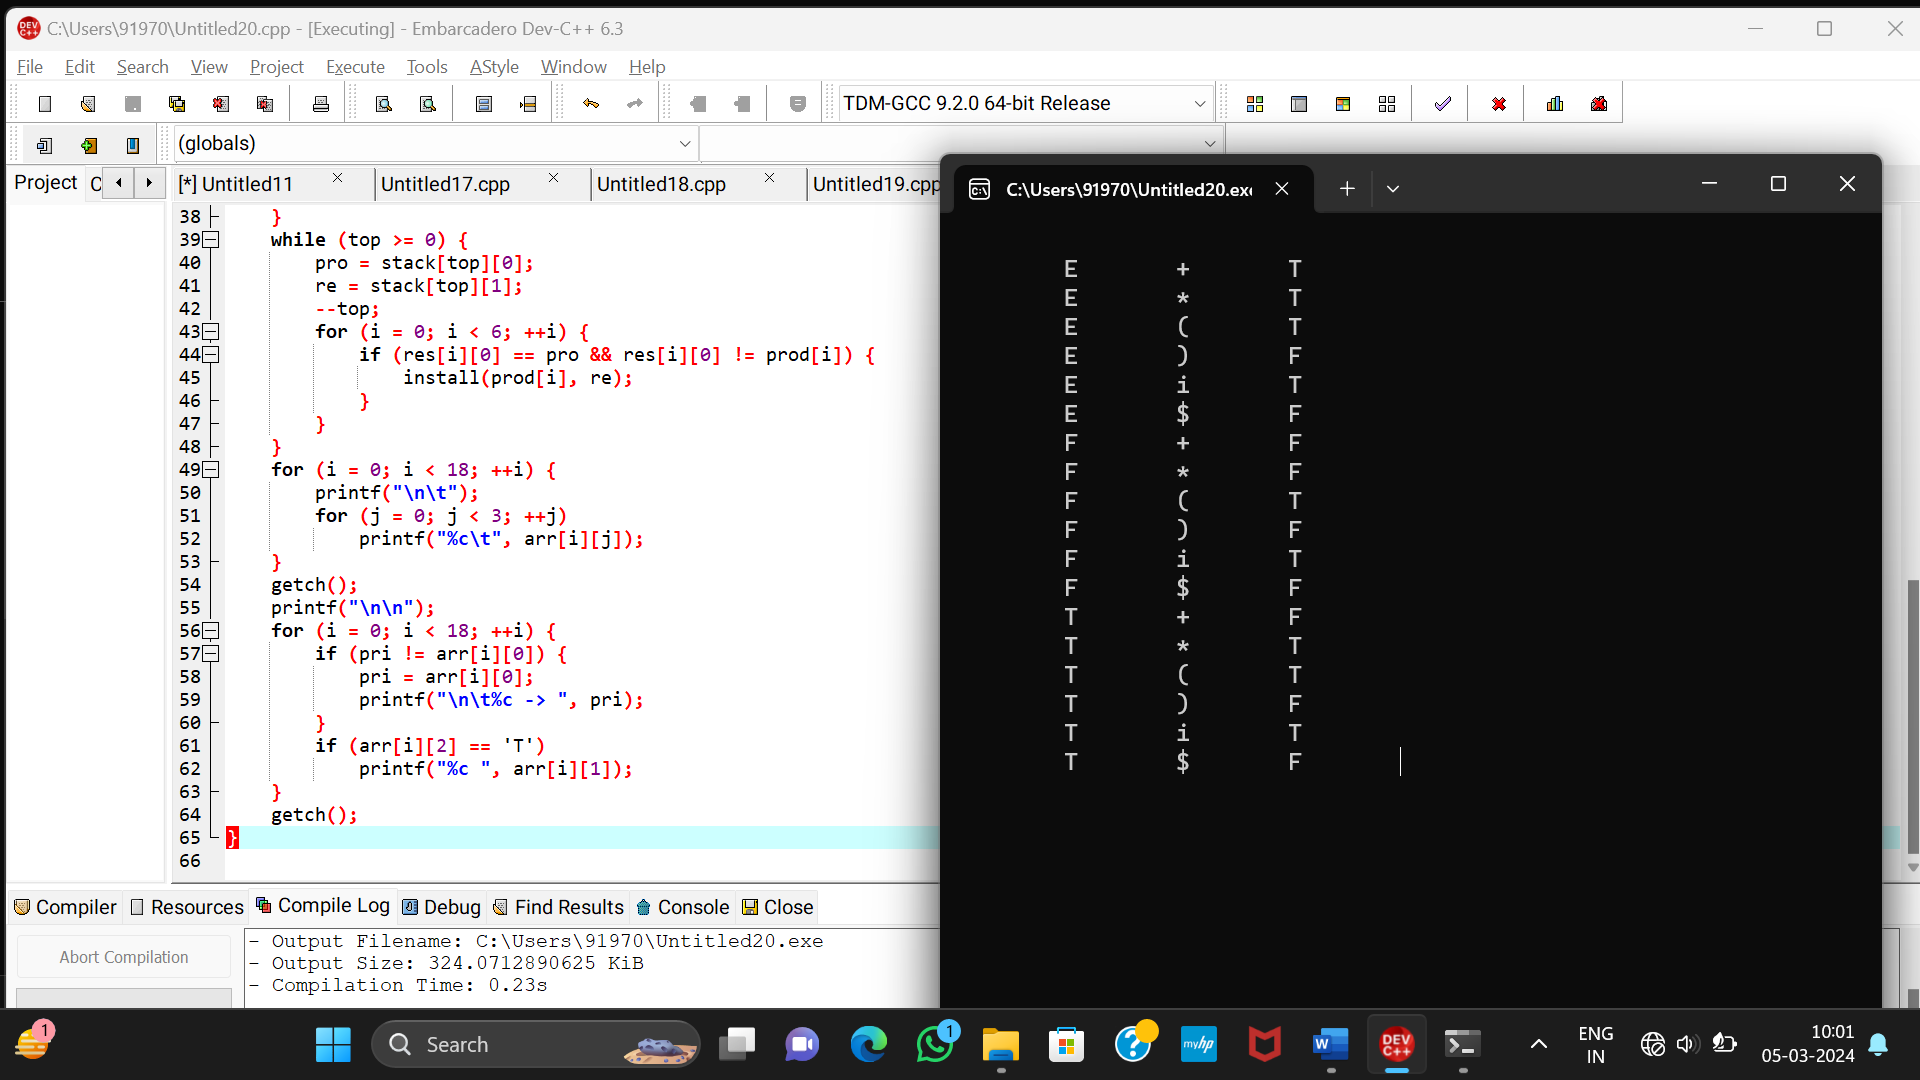 C:\Users\91970\Untitled20.cpp - [Executing] - Embarcadero Dev-C++ 6.3
File Edit Search View Project Execute Tools AStyle Window Help
TDM-GCC 9.2.0 64-bit Release
(globals)
Project C
[*] Untitled11 Untitled17.cpp Untitled18.cpp Untitled19.cpp
38 }
39 while (top >= 0) {
40 pro = stack[top][0];
41 re = stack[top][1];
42 --top;
43 for (i = 0; i < 6; ++i) {
44 if (res[i][0] == pro && res[i][0] != prod[i]) {
45 install(prod[i], re);
46 }
47 }
48 }
49 for (i = 0; i < 18; ++i) {
50 printf("\n\t");
51 for (j = 0; j < 3; ++j)
52 printf("%c\t", arr[i][j]);
53 }
54 getch();
55 printf("\n\n");
56 for (i = 0; i < 18; ++i) {
57 if (pri != arr[i][0]) {
58 pri = arr[i][0];
59 printf("\n\t%c -> ", pri);
60 }
61 if (arr[i][2] == 'T')
62 printf("%c ", arr[i][1]);
63 }
64 getch();
65 }
66
C:\Users\91970\Untitled20.exe
E + T
E * T
E ( T
E ) F
E i T
E $ F
F + F
F * F
F ( T
F ) F
F i T
F $ F
T + F
T * T
T ( T
T ) F
T i T
T $ F
Compiler Resources Compile Log Debug Find Results Console Close
Abort Compilation
- Output Filename: C:\Users\91970\Untitled20.exe
- Output Size: 324.0712890625 KiB
- Compilation Time: 0.23s
1
Search
1
?
myhp
W
DEV
C++
ENG
IN
10:01
05-03-2024